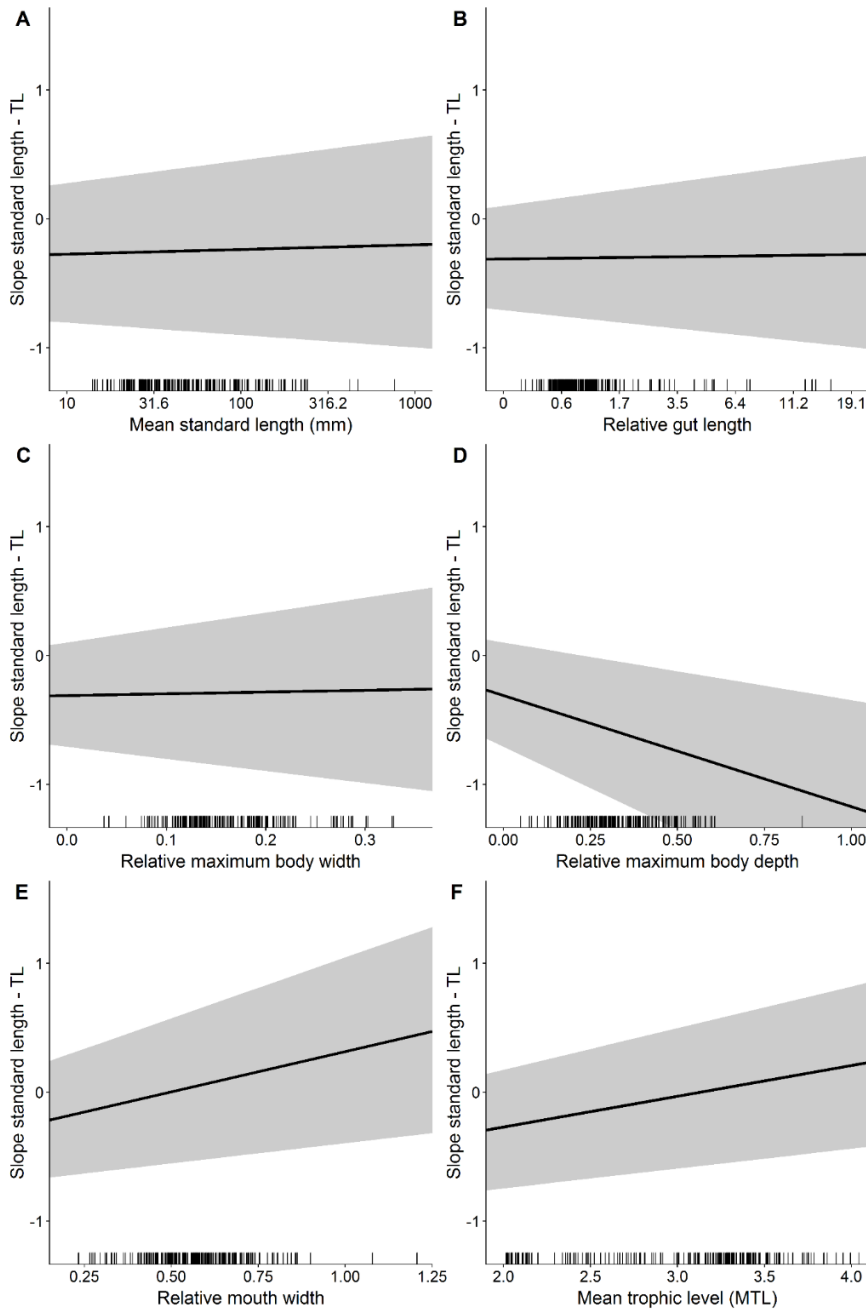 A
Slope standard length - TL
1
0
-1
10 31.6 100 316.2 1000
Mean standard length (mm)
B
Slope standard length - TL
1
0
-1
0 0.6 1.7 3.5 6.4 11.2 19.1
Relative gut length
C
Slope standard length - TL
1
0
-1
0.0 0.1 0.2 0.3
Relative maximum body width
D
Slope standard length - TL
1
0
-1
0.00 0.25 0.50 0.75 1.00
Relative maximum body depth
E
Slope standard length - TL
1
0
-1
0.25 0.50 0.75 1.00 1.25
Relative mouth width
F
Slope standard length - TL
1
0
-1
2.0 2.5 3.0 3.5 4.0
Mean trophic level (MTL)